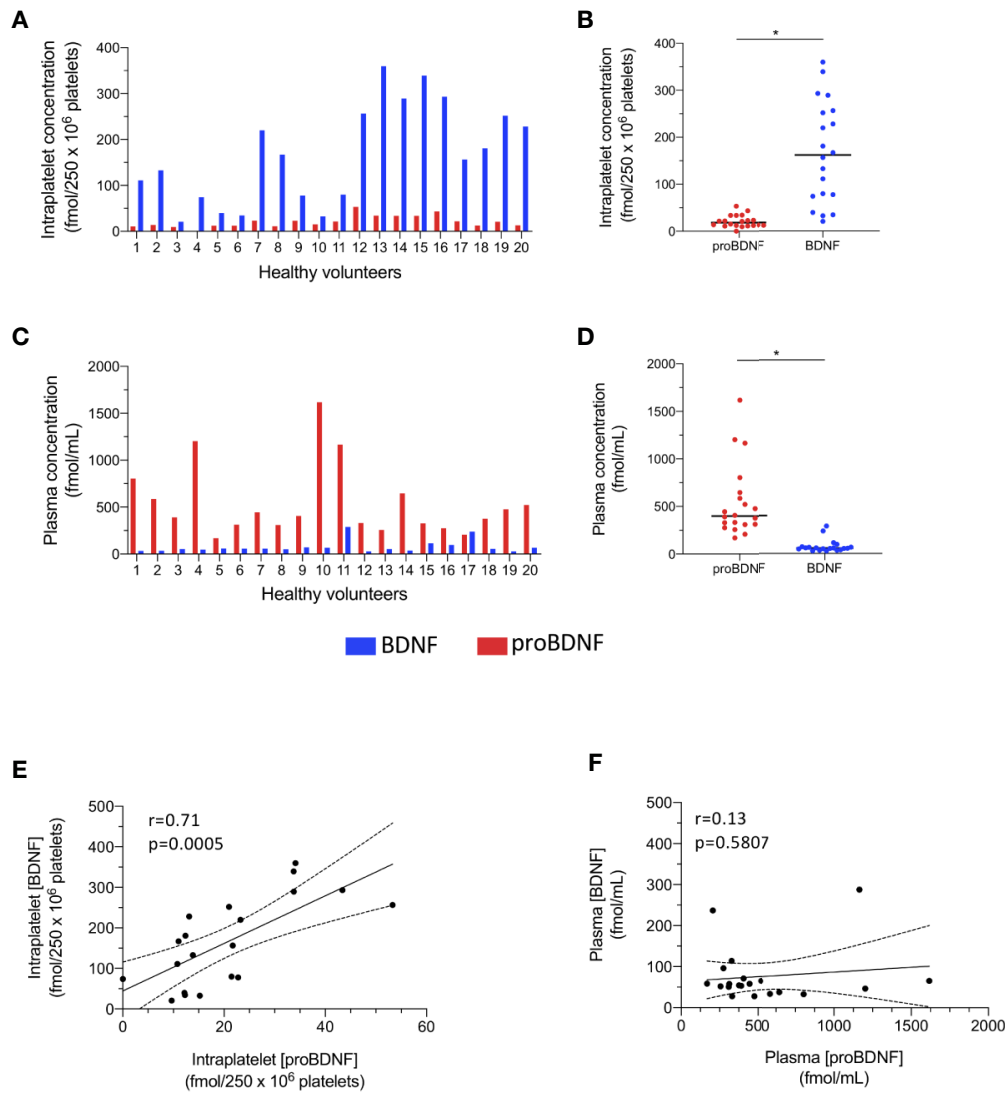 A
Intraplatelet concentration
(fmol/250 x 10⁶ platelets)
400
300
200
100
0
1 2 3 4 5 6 7 8 9 10 11 12 13 14 15 16 17 18 19 20
Healthy volunteers
B
Intraplatelet concentration
(fmol/250 x 10⁶ platelets)
400
300
200
100
0
*
proBDNF BDNF
C
Plasma concentration
(fmol/mL)
2000
1500
1000
500
0
1 2 3 4 5 6 7 8 9 10 11 12 13 14 15 16 17 18 19 20
Healthy volunteers
D
Plasma concentration
(fmol/mL)
2000
1500
1000
500
0
*
proBDNF BDNF
BDNF proBDNF
E
Intraplatelet [BDNF]
(fmol/250 x 10⁶ platelets)
500
400
300
200
100
0
r=0.71
p=0.0005
0 20 40 60
Intraplatelet [proBDNF]
(fmol/250 x 10⁶ platelets)
F
Plasma [BDNF]
(fmol/mL)
500
400
300
200
100
0
r=0.13
p=0.5807
0 500 1000 1500 2000
Plasma [proBDNF]
(fmol/mL)